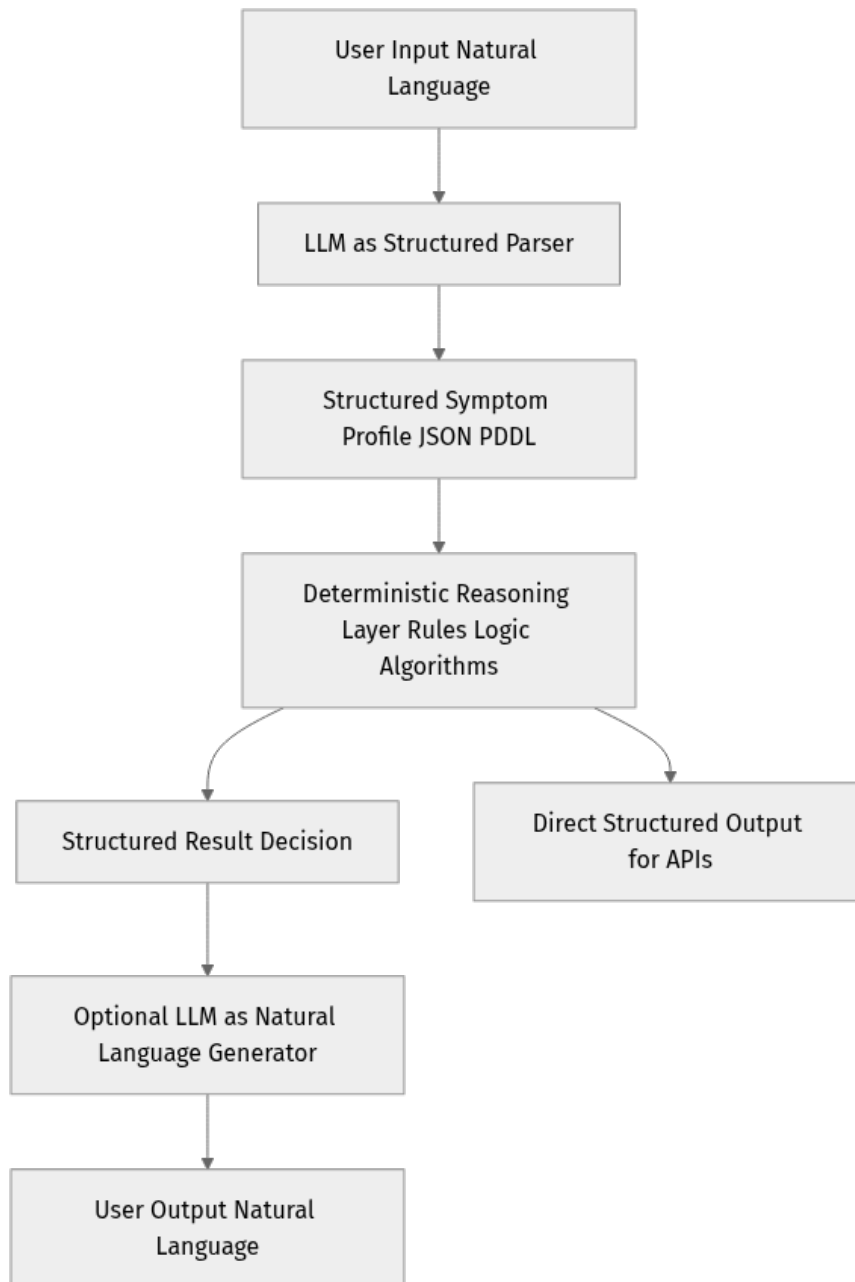 User Input Natural
Language
LLM as Structured Parser
Structured Symptom
Profile JSON PDDL
Deterministic Reasoning
Layer Rules Logic
Algorithms
Structured Result Decision
Direct Structured Output
for APIs
Optional LLM as Natural
Language Generator
User Output Natural
Language